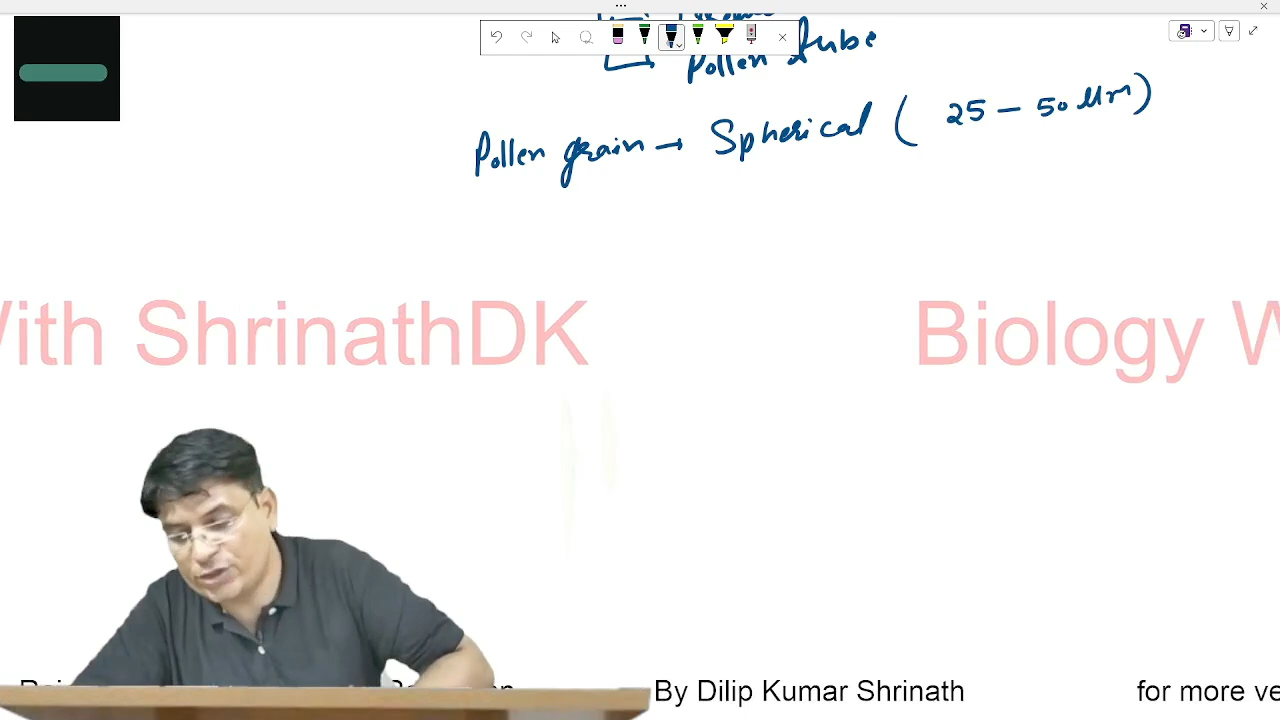 Pollen tube
Pollen grain → Spherical ( 25 – 50 µm )
With ShrinathDK
Biology W
By Dilip Kumar Shrinath
for more ve